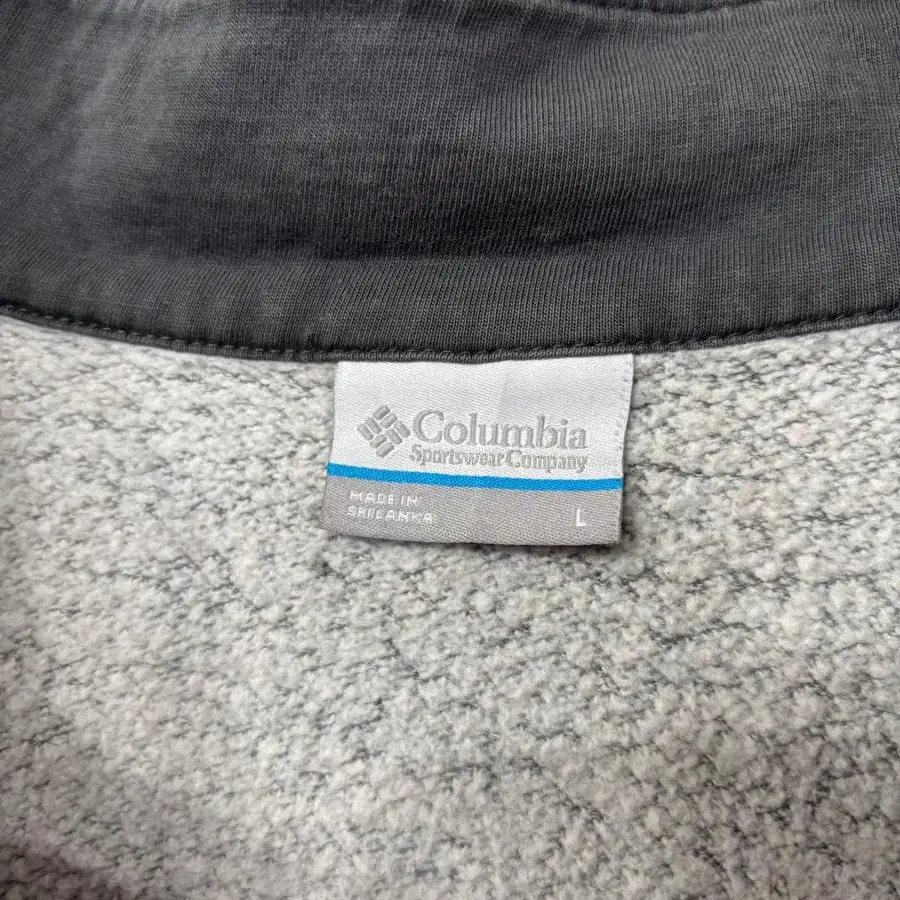 Columbia
Sportswear Company
MADE IN
SRI LANKA
L